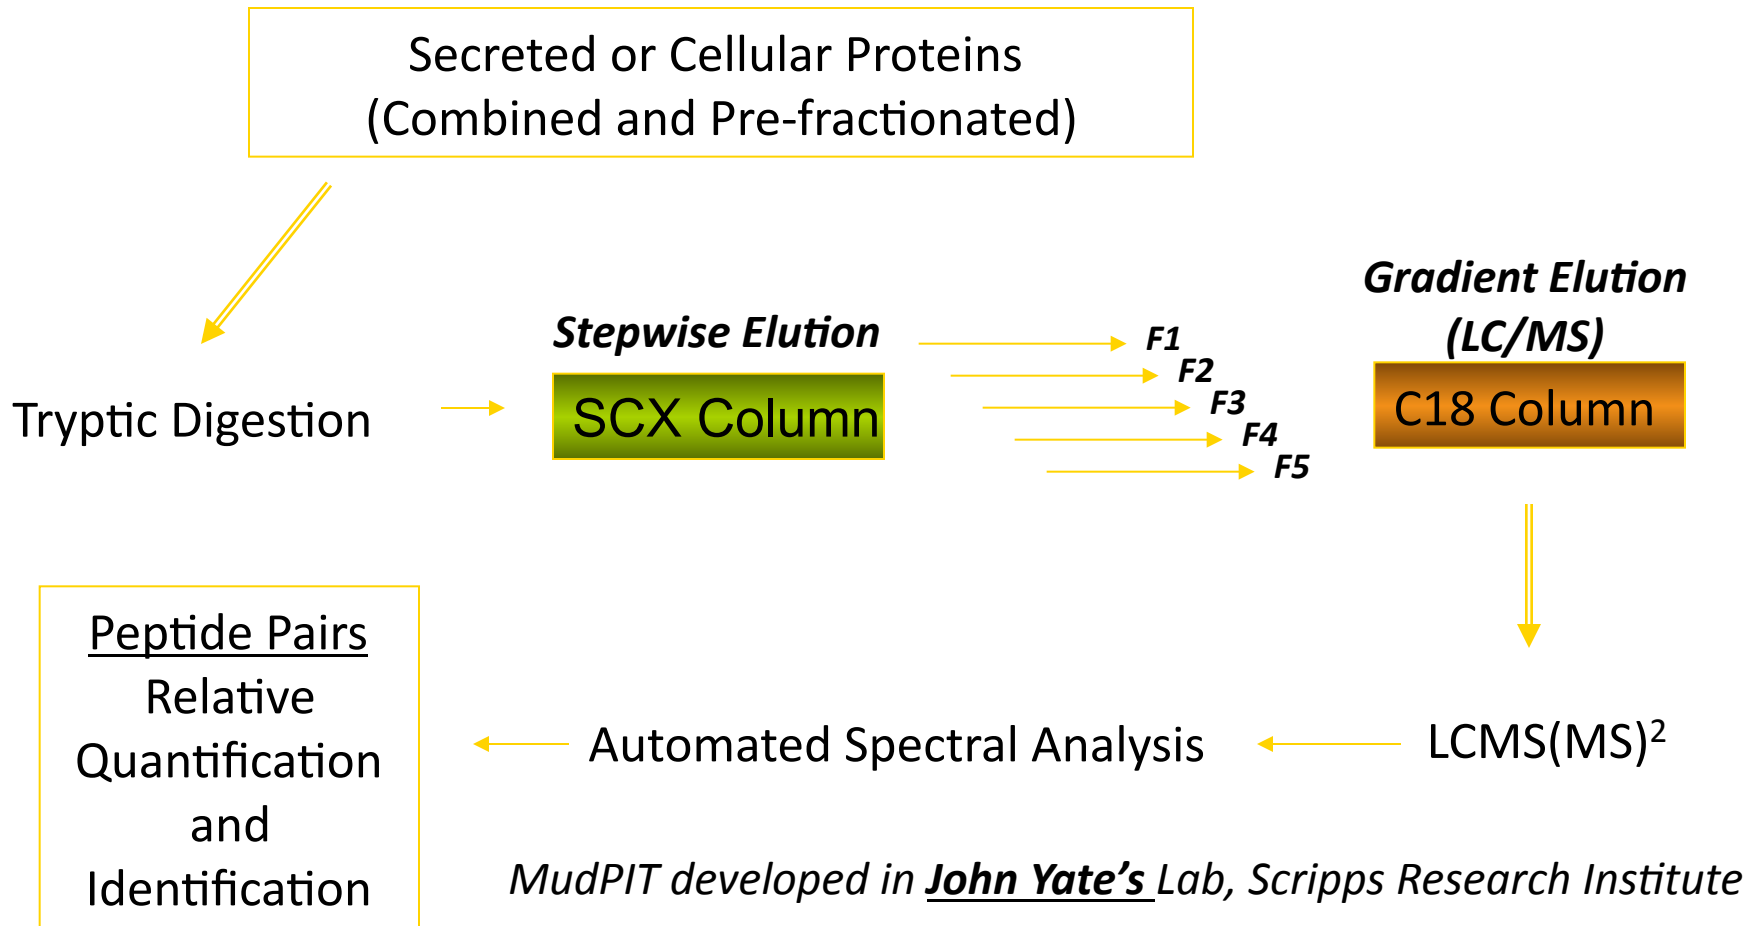 Secreted or Cellular Proteins
(Combined and Pre-fractionated)
Tryptic Digestion
Stepwise Elution
SCX Column
F1
F2
F3
F4
F5
Gradient Elution
(LC/MS)
C18 Column
LCMS(MS)²
Automated Spectral Analysis
Peptide Pairs
Relative
Quantification
and
Identification
MudPIT developed in John Yate’s Lab, Scripps Research Institute